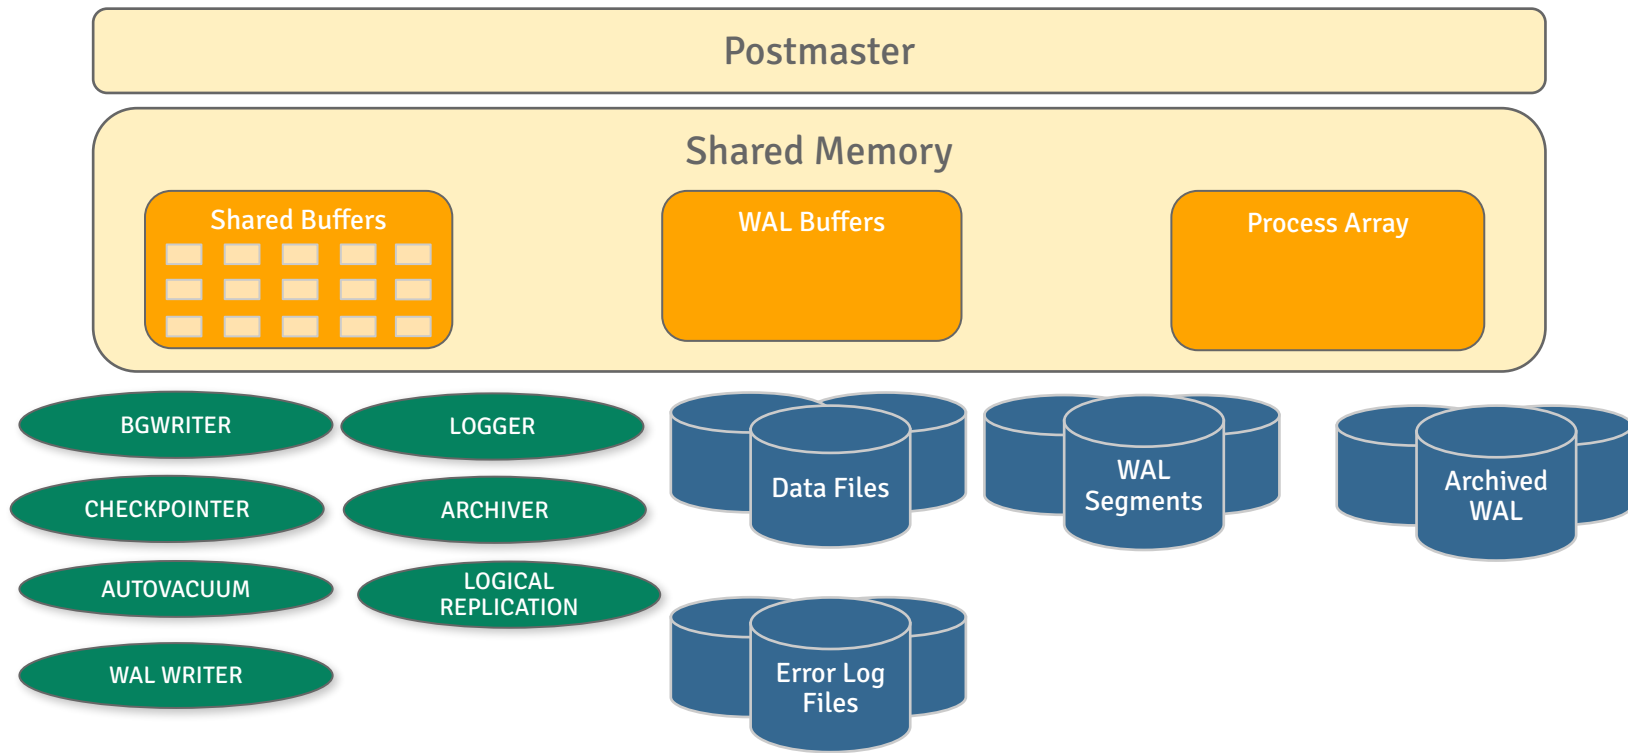 Postmaster
Shared Memory
Shared Buffers
WAL Buffers
Process Array
BGWRITER
LOGGER
CHECKPOINTER
ARCHIVER
AUTOVACUUM
LOGICAL
REPLICATION
WAL WRITER
Data Files
WAL
Segments
Archived
WAL
Error Log
Files